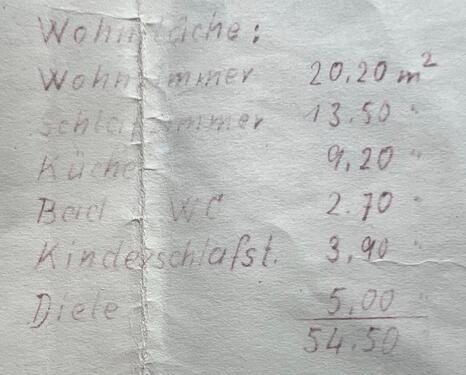 Wohnfläche:
Wohnzimmer 20.20 m²
schlafzimmer 13.50 "
Küche 9,20 "
Bad WC 2.70 "
Kinderschlafst. 3,90 "
Diele 5,00 "
54.50